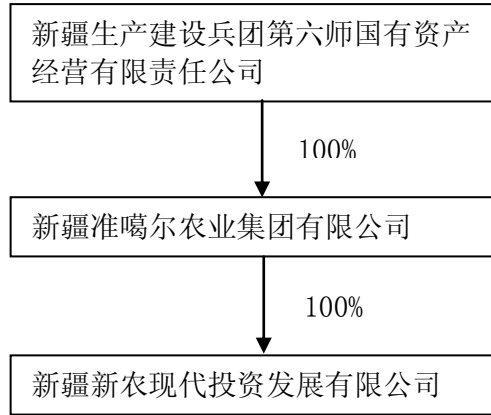 新疆生产建设兵团第六师国有资产
经营有限责任公司
100%
新疆准噶尔农业集团有限公司
100%
新疆新农现代投资发展有限公司